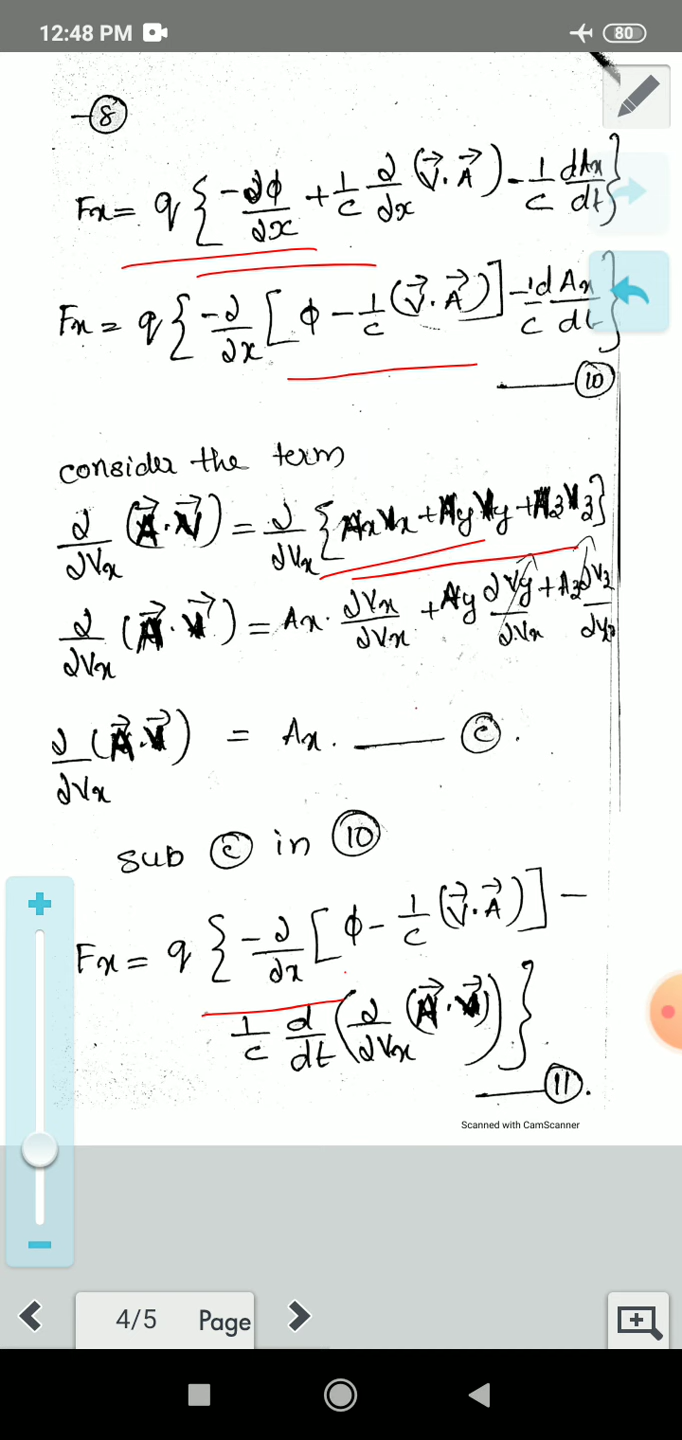 12:48 PM 80
-⑧
Fx = q { -∂φ/∂x + 1/c ∂/∂x (V⃗.A⃗) - 1/c dAx/dt }
Fx = q { -∂/∂x [ φ - 1/c (V⃗.A⃗) ] - 1/c dAx/dt }
—⑩
consider the term
∂/∂Vx (A⃗.V⃗) = ∂/∂Vx { AxVx + AyVy + AzVz }
∂/∂Vx (A⃗.V⃗) = Ax. ∂Vx/∂Vx + Ay ∂Vy/∂Vx + Az ∂Vz/∂Vx
∂/∂Vx (A⃗.V⃗) = Ax. — ⓒ.
sub ⓒ in ⑩
Fx = q { -∂/∂x [ φ - 1/c (V⃗.A⃗) ] -
1/c d/dt ( ∂/∂Vx (A⃗.V⃗) ) }
—⑪.
Scanned with CamScanner
4/5 Page